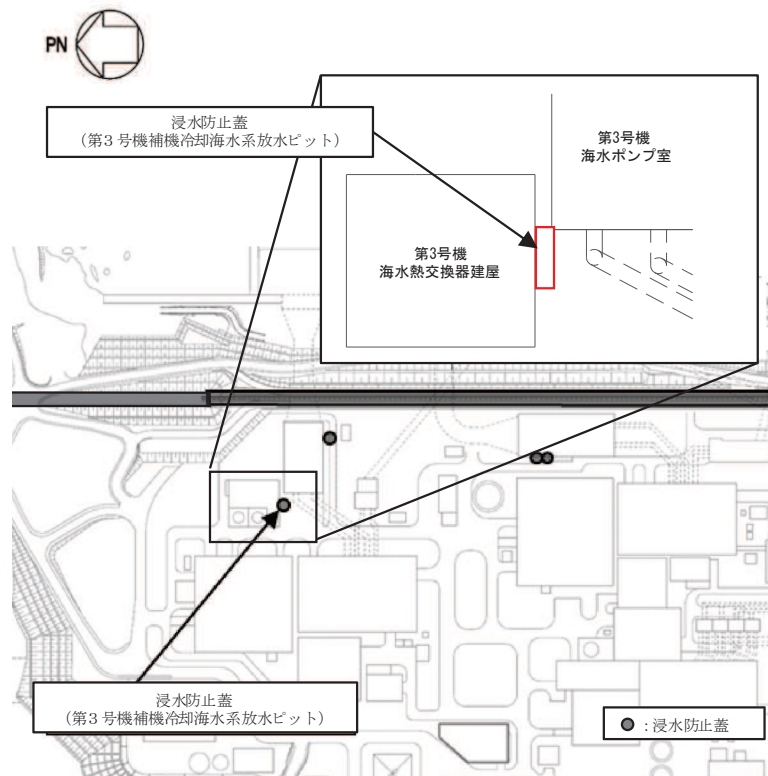 PN
浸水防止蓋
（第３号機補機冷却海水系放水ピット）
第3号機
海水ポンプ室
第3号機
海水熱交換器建屋
浸水防止蓋
（第３号機補機冷却海水系放水ピット）
：浸水防止蓋